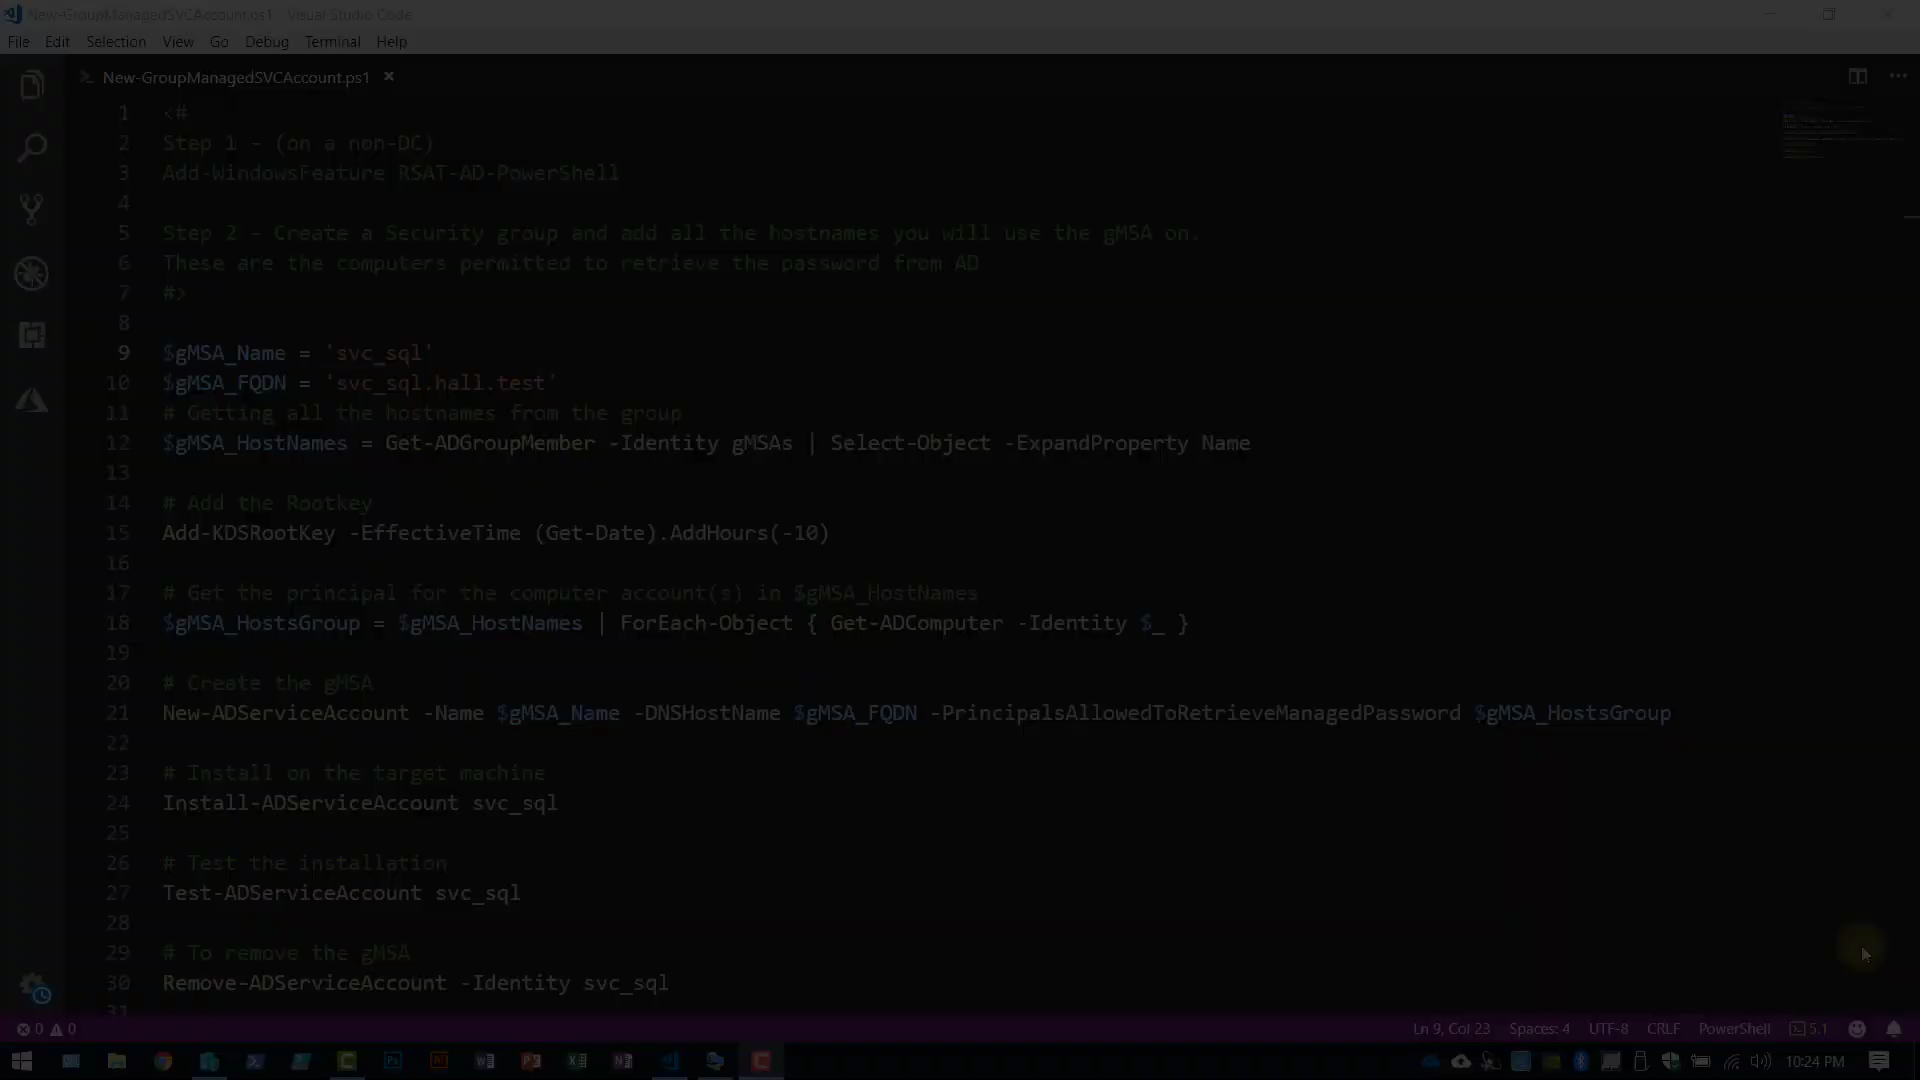 New-GroupManagedSVCAccount.ps1 - Visual Studio Code
File Edit Selection View Go Debug Terminal Help
New-GroupManagedSVCAccount.ps1
1 <#
2 Step 1 - (on a non-DC)
3 Add-WindowsFeature RSAT-AD-PowerShell
4
5 Step 2 - Create a Security group and add all the hostnames you will use the gMSA on.
6 These are the computers permitted to retrieve the password from AD
7 #>
8
9 $gMSA_Name = 'svc_sql'
10 $gMSA_FQDN = 'svc_sql.hall.test'
11 # Getting all the hostnames from the group
12 $gMSA_HostNames = Get-ADGroupMember -Identity gMSAs | Select-Object -ExpandProperty Name
13
14 # Add the Rootkey
15 Add-KDSRootKey -EffectiveTime (Get-Date).AddHours(-10)
16
17 # Get the principal for the computer account(s) in $gMSA_HostNames
18 $gMSA_HostsGroup = $gMSA_HostNames | ForEach-Object { Get-ADComputer -Identity $_ }
19
20 # Create the gMSA
21 New-ADServiceAccount -Name $gMSA_Name -DNSHostName $gMSA_FQDN -PrincipalsAllowedToRetrieveManagedPassword $gMSA_HostsGroup
22
23 # Install on the target machine
24 Install-ADServiceAccount svc_sql
25
26 # Test the installation
27 Test-ADServiceAccount svc_sql
28
29 # To remove the gMSA
30 Remove-ADServiceAccount -Identity svc_sql
31
0 0 Ln 9, Col 23 Spaces: 4 UTF-8 CRLF PowerShell 5.1
10:24 PM